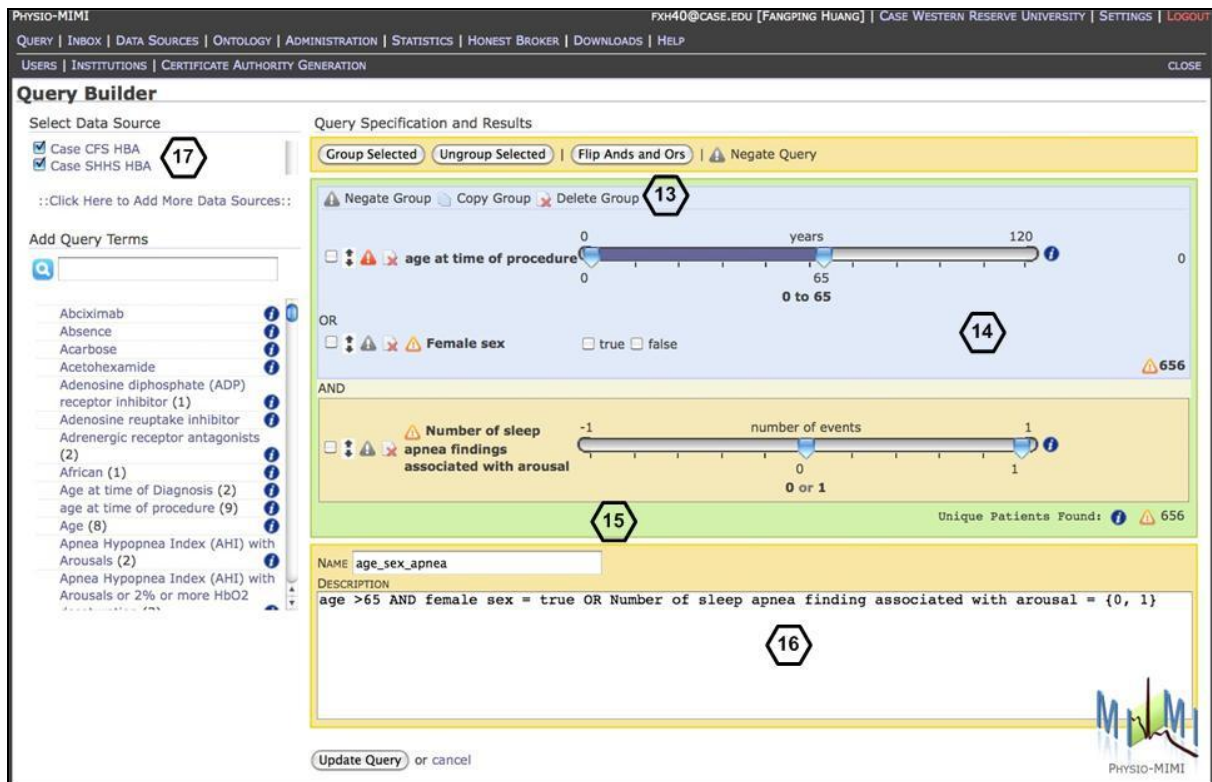 PHYSIO-MIMI
FXH40@CASE.EDU [FANGPING HUANG] | CASE WESTERN RESERVE UNIVERSITY | SETTINGS | LOGOUT
QUERY | INBOX | DATA SOURCES | ONTOLOGY | ADMINISTRATION | STATISTICS | HONEST BROKER | DOWNLOADS | HELP
USERS | INSTITUTIONS | CERTIFICATE AUTHORITY GENERATION
CLOSE
Query Builder
Select Data Source
Case CFS HBA
Case SHHS HBA
17
::Click Here to Add More Data Sources::
Add Query Terms
Abciximab
Absence
Acarbose
Acetohexamide
Adenosine diphosphate (ADP)
receptor inhibitor (1)
Adenosine reuptake inhibitor
Adrenergic receptor antagonists
(2)
African (1)
Age at time of Diagnosis (2)
age at time of procedure (9)
Age (8)
Apnea Hypopnea Index (AHI) with
Arousals (2)
Apnea Hypopnea Index (AHI) with
Arousals or 2% or more HbO2
Query Specification and Results
Group Selected Ungroup Selected | Flip Ands and Ors | Negate Query
Negate Group Copy Group Delete Group
13
0 years 120
age at time of procedure
0
0 65
0 to 65
OR
14
Female sex true false
656
AND
-1 number of events 1
Number of sleep
apnea findings
associated with arousal
0 1
0 or 1
15
Unique Patients Found: 656
NAME age_sex_apnea
DESCRIPTION
age >65 AND female sex = true OR Number of sleep apnea finding associated with arousal = {0, 1}
16
Update Query or cancel
MIMI
PHYSIO-MIMI